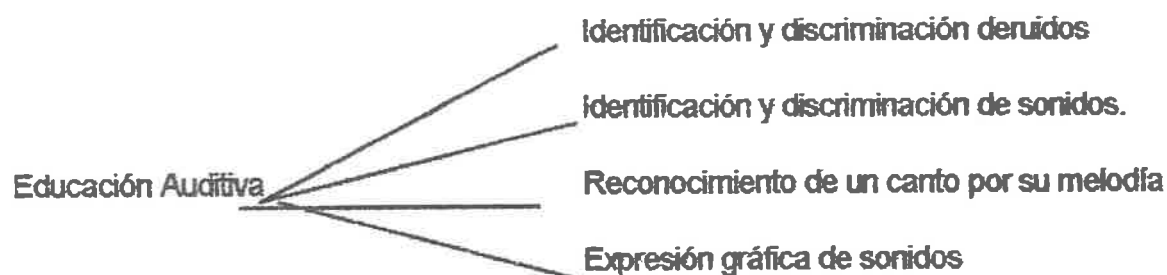 Identificación y discriminación deruidos
Identificación y discriminación de sonidos.
Educación Auditiva
Reconocimiento de un canto por su melodía
Expresión gráfica de sonidos